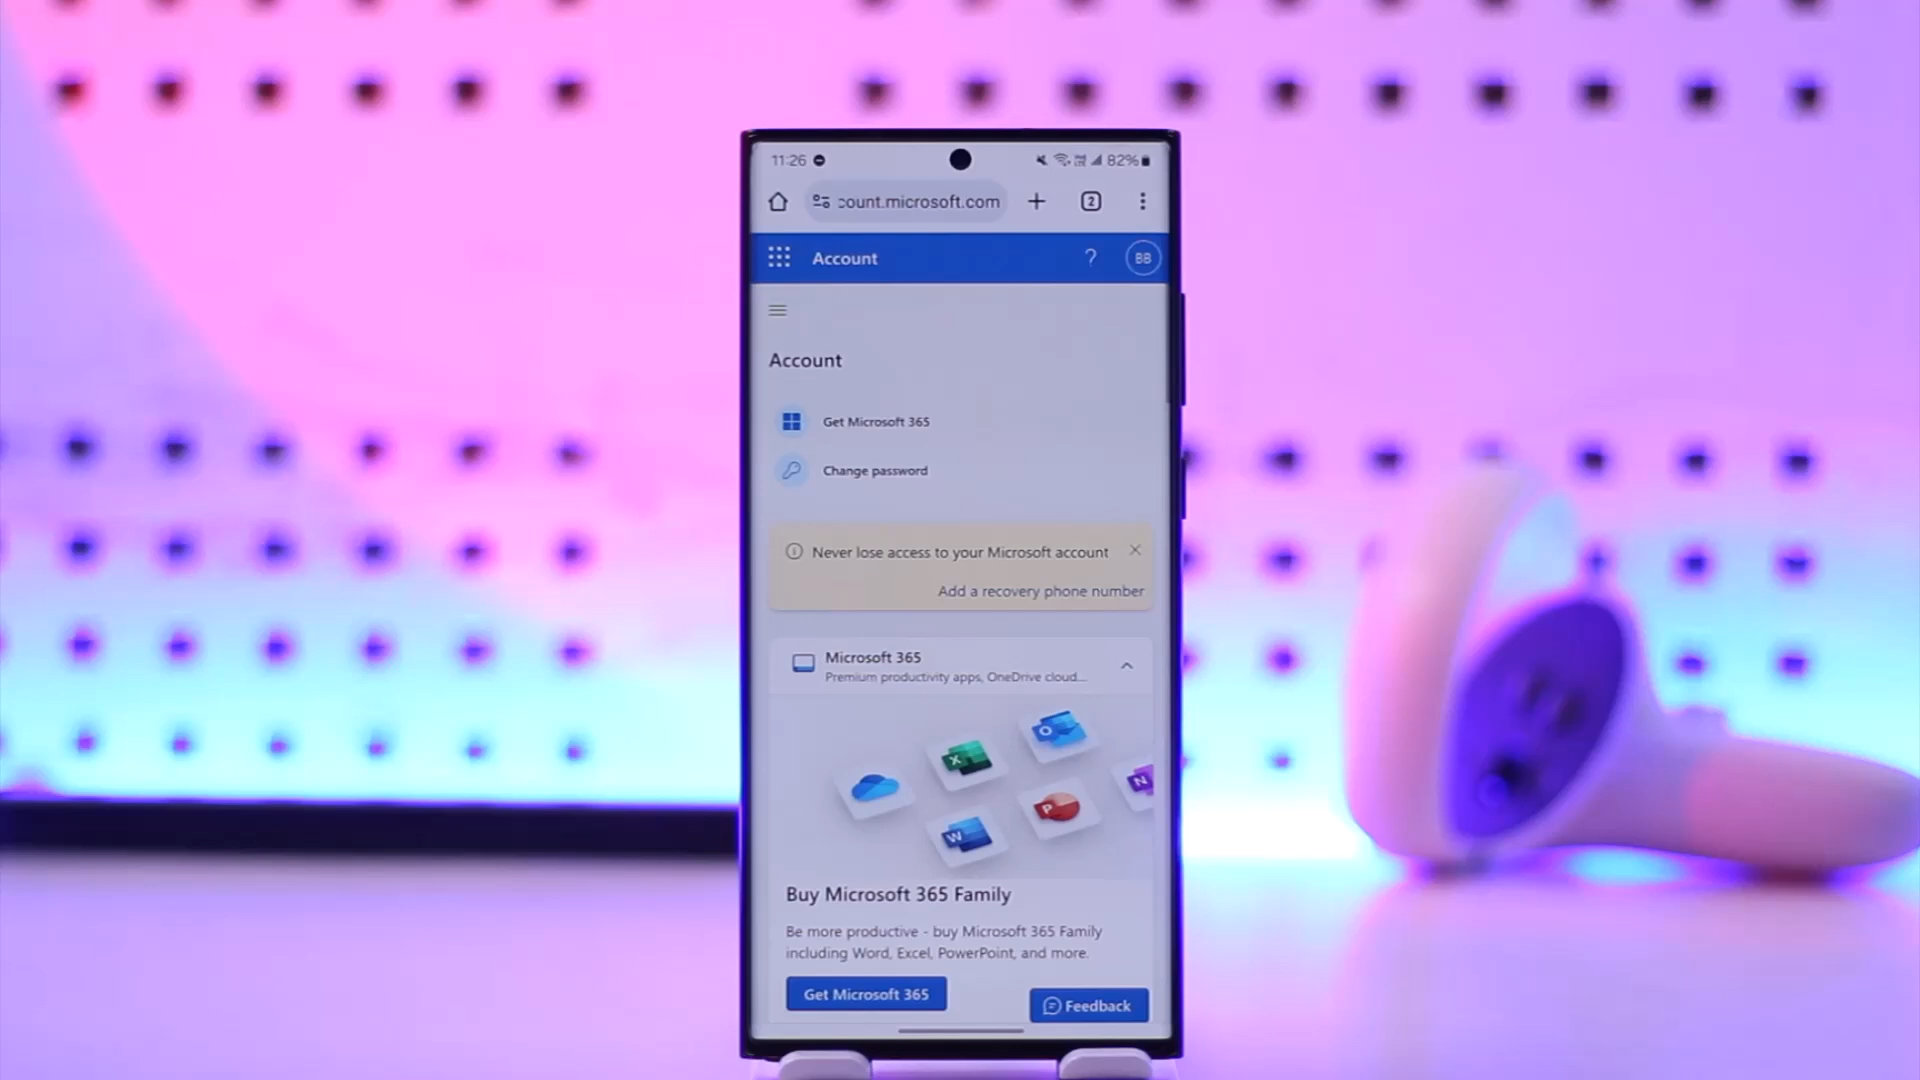 11:26
82%
2
count.microsoft.com
Account
?
BB
Account
Get Microsoft 365
Change password
Never lose access to your Microsoft account
Add a recovery phone number
Microsoft 365
Premium productivity apps, OneDrive cloud...
X
O
N
W
P
Buy Microsoft 365 Family
Be more productive - buy Microsoft 365 Family
including Word, Excel, PowerPoint, and more.
Get Microsoft 365
Feedback